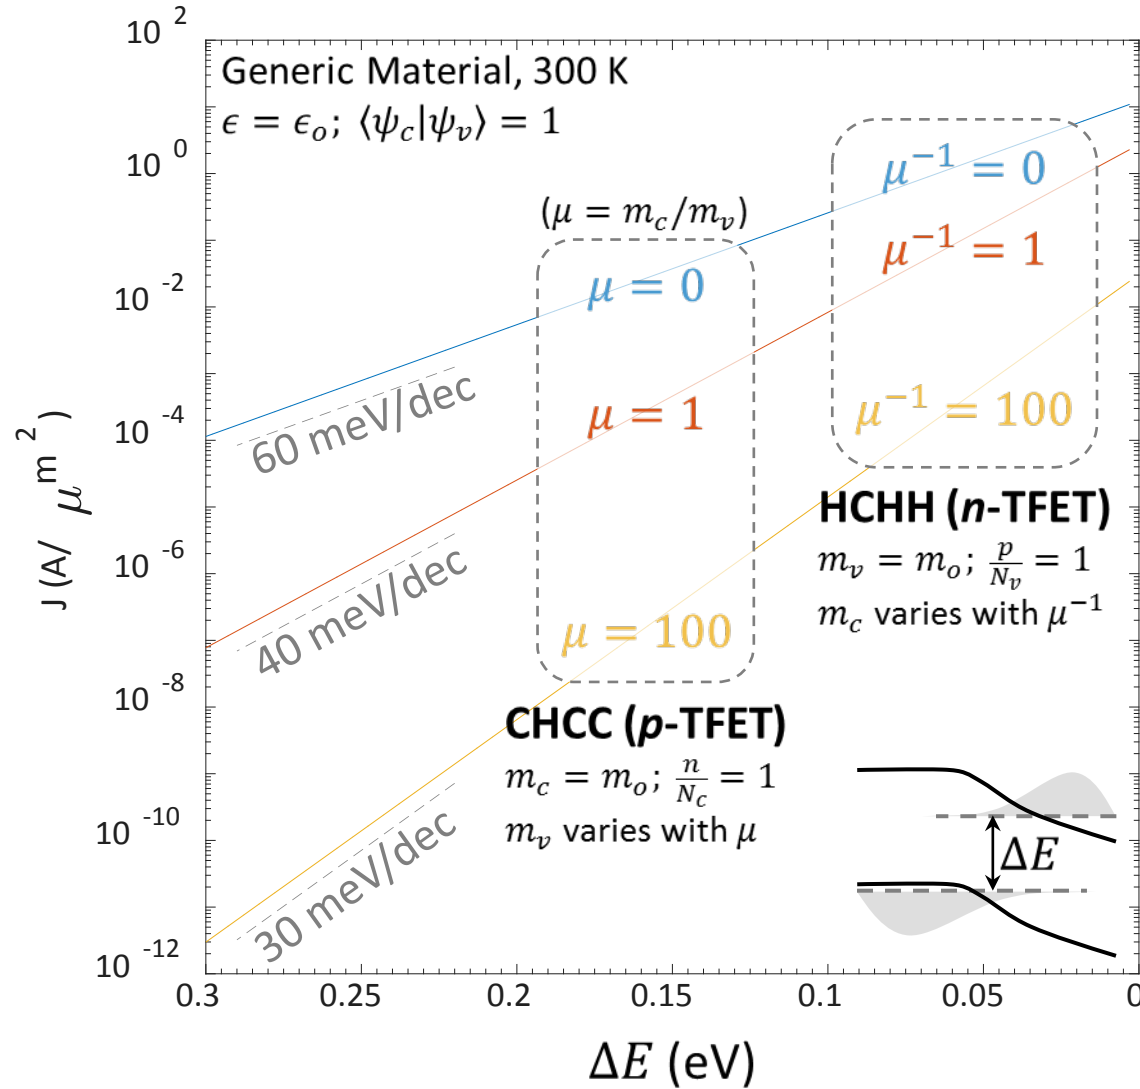 10 2
10 0
10 -2
10 -4
10 -6
10 -8
10 -10
10 -12
J (A/ μm 2 )
Generic Material, 300 K
ϵ = ϵₒ; ⟨ψ_c|ψ_v⟩ = 1
(μ = m_c/m_v)
μ = 0
μ = 1
μ = 100
CHCC (p-TFET)
m_c = m_o; n/N_c = 1
m_v varies with μ
μ⁻¹ = 0
μ⁻¹ = 1
μ⁻¹ = 100
HCHH (n-TFET)
m_v = m_o; p/N_v = 1
m_c varies with μ⁻¹
60 meV/dec
40 meV/dec
30 meV/dec
ΔE
0.3 0.25 0.2 0.15 0.1 0.05 0
ΔE (eV)